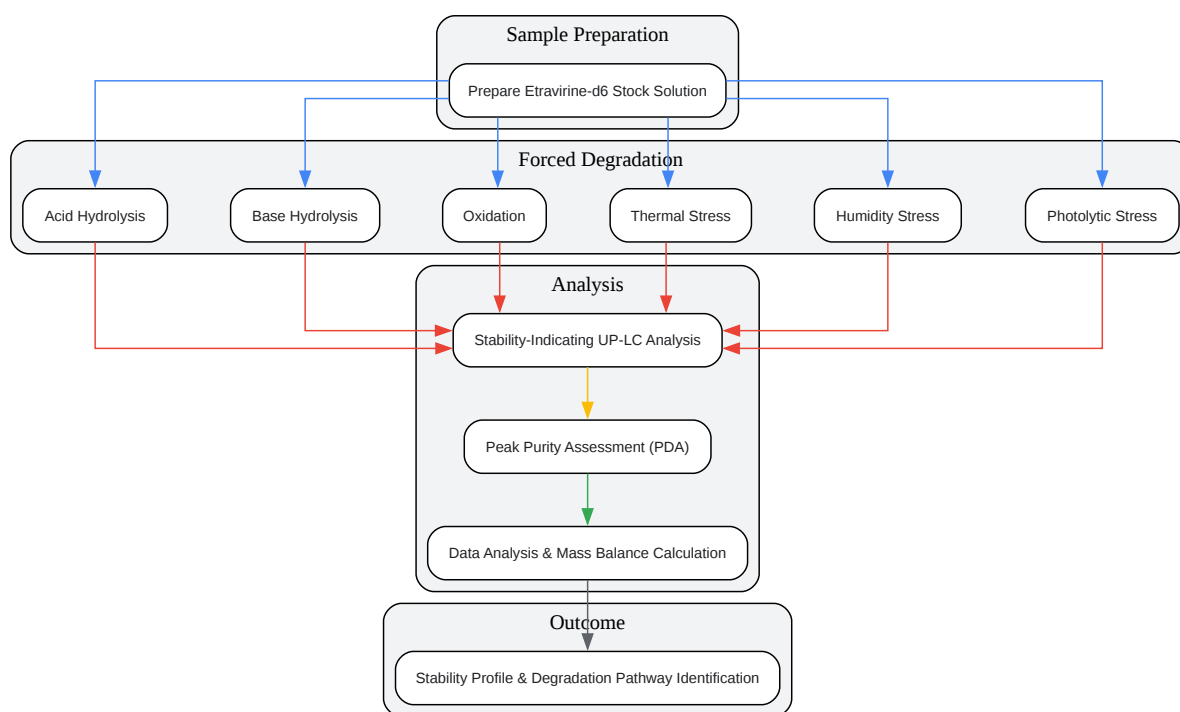 Sample Preparation
Prepare Etravirine-d6 Stock Solution
Forced Degradation
Acid Hydrolysis
Base Hydrolysis
Oxidation
Thermal Stress
Humidity Stress
Photolytic Stress
Analysis
Stability-Indicating UP-LC Analysis
Peak Purity Assessment (PDA)
Data Analysis & Mass Balance Calculation
Outcome
Stability Profile & Degradation Pathway Identification